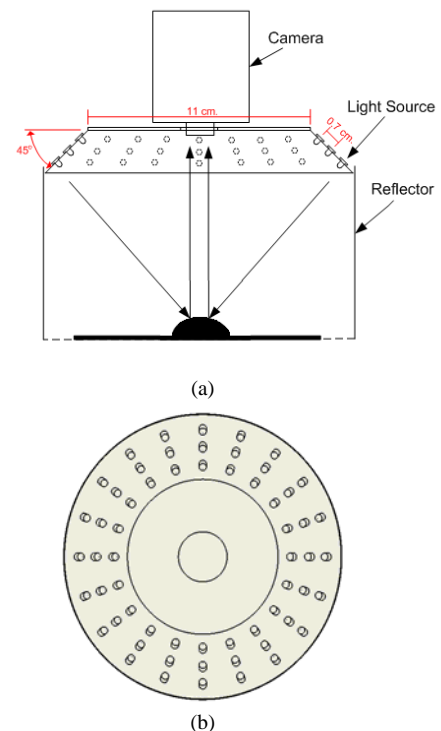 Camera
11 cm.
Light Source
0.7 cm.
45°
Reflector
(a)
(b)